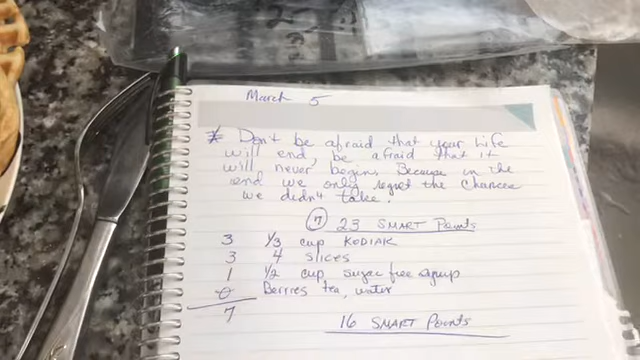 March 5
* Don't be afraid that your Life
will end, be afraid that it
will never begin. Because in the
end we only regret the Chances
we didn't take.
7 23 SMART Points
3 1/3 cup KODIAK
3 4 slices
1 1/2 cup sugar free syrup
0 Berries tea, water
7
16 SMART Points